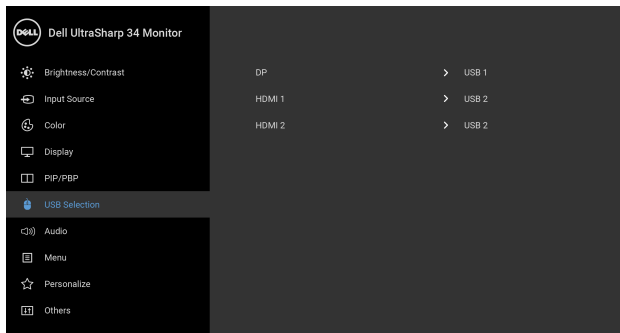 DELL Dell UltraSharp 34 Monitor
Brightness/Contrast
Input Source
Color
Display
PIP/PBP
USB Selection
Audio
Menu
Personalize
Others
DP > USB 1
HDMI 1 > USB 2
HDMI 2 > USB 2